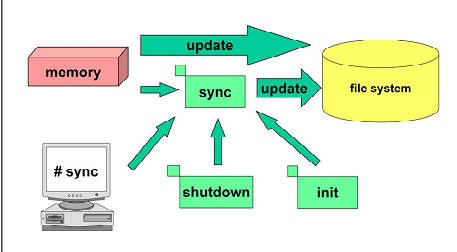 update
memory
sync
update
file system
# sync
shutdown
init